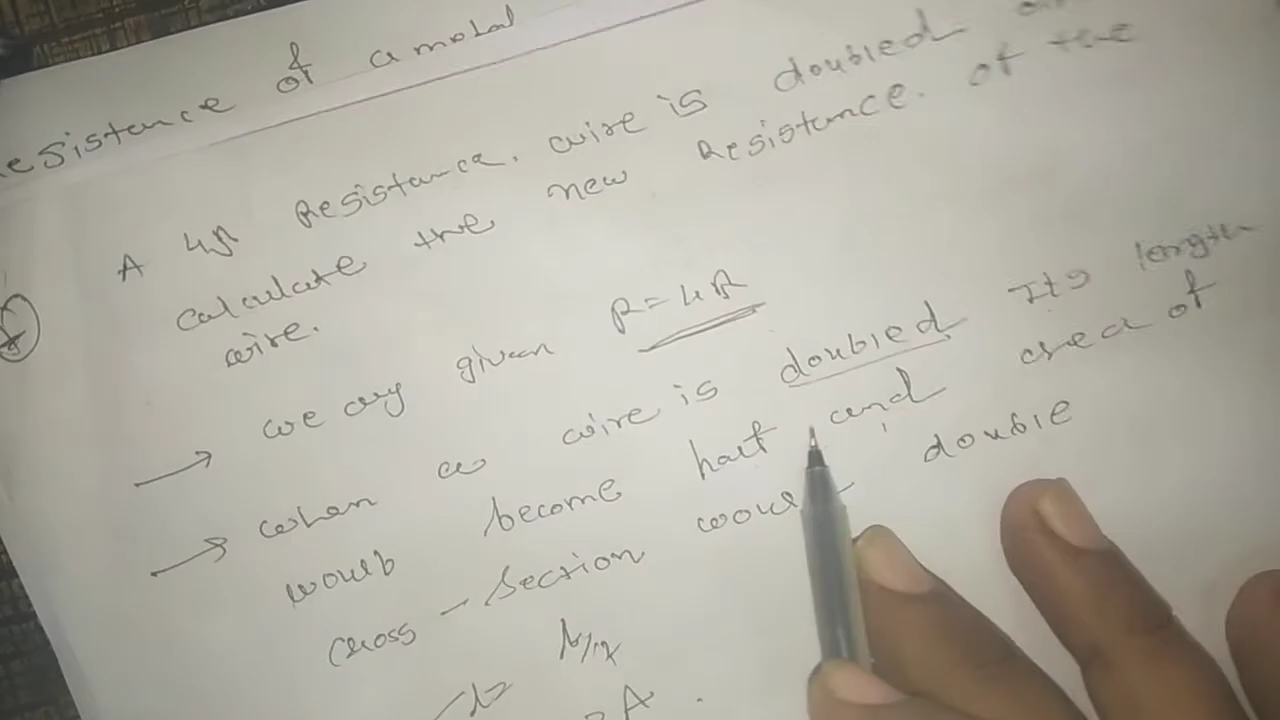 esistence of a metal
A 4Ω Resistance. wire is doubled
calculate the new Resistance. of the
wire.
we are given R=4Ω
when a wire is doubled Its length
would become half and area of
cross - section would double